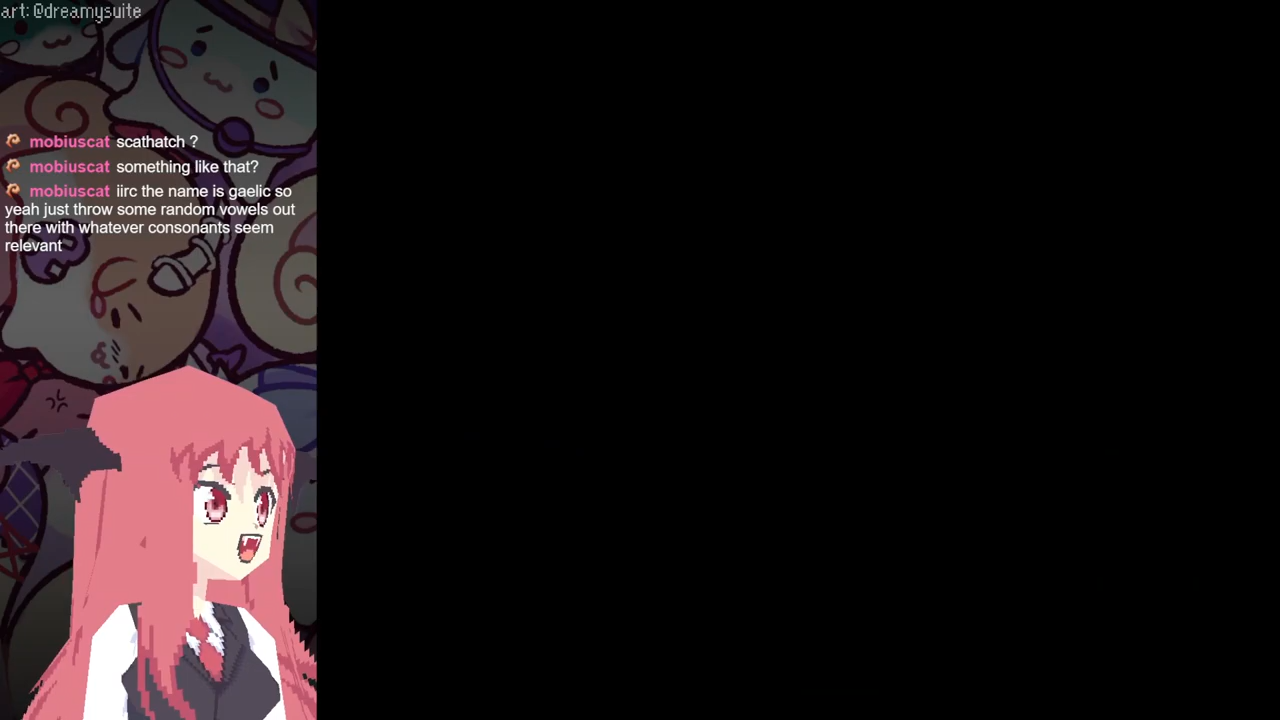 art: @dreamysuite
mobiuscat scathatch ?
mobiuscat something like that?
mobiuscat iirc the name is gaelic so
yeah just throw some random vowels out
there with whatever consonants seem
relevant